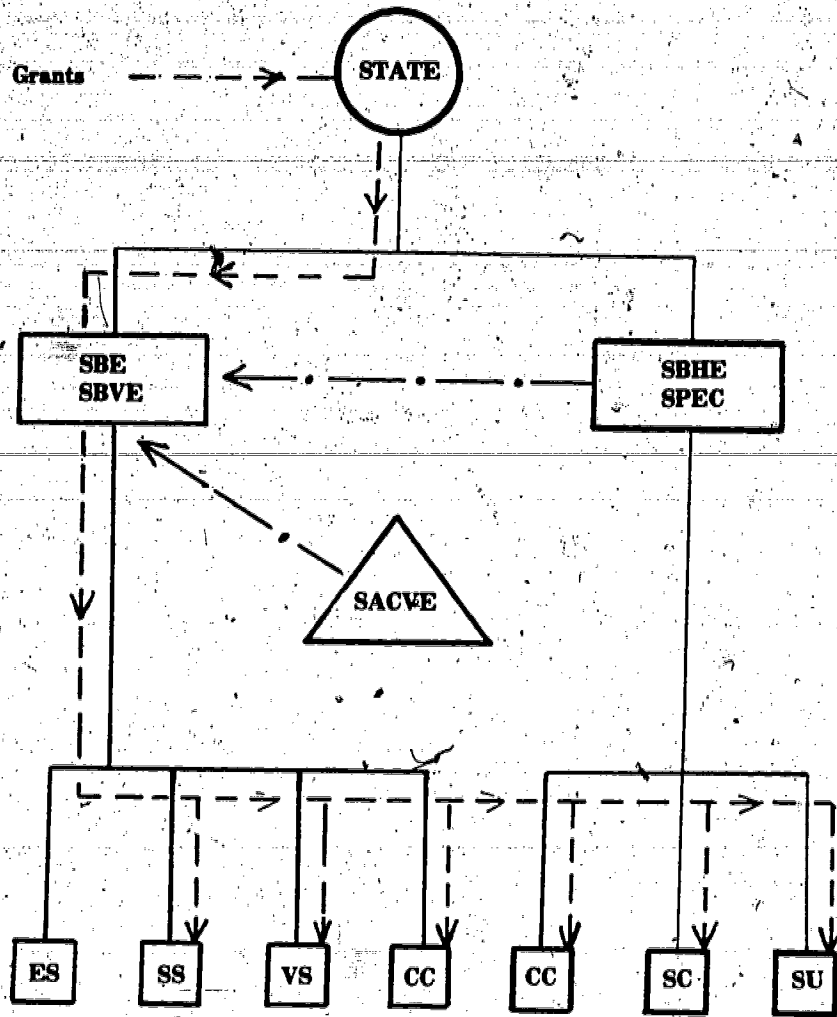 Grants
STATE
SBE
SBVE
SBHE
SPEC
SACVE
ES
SS
VS
CC
CC
SC
SU